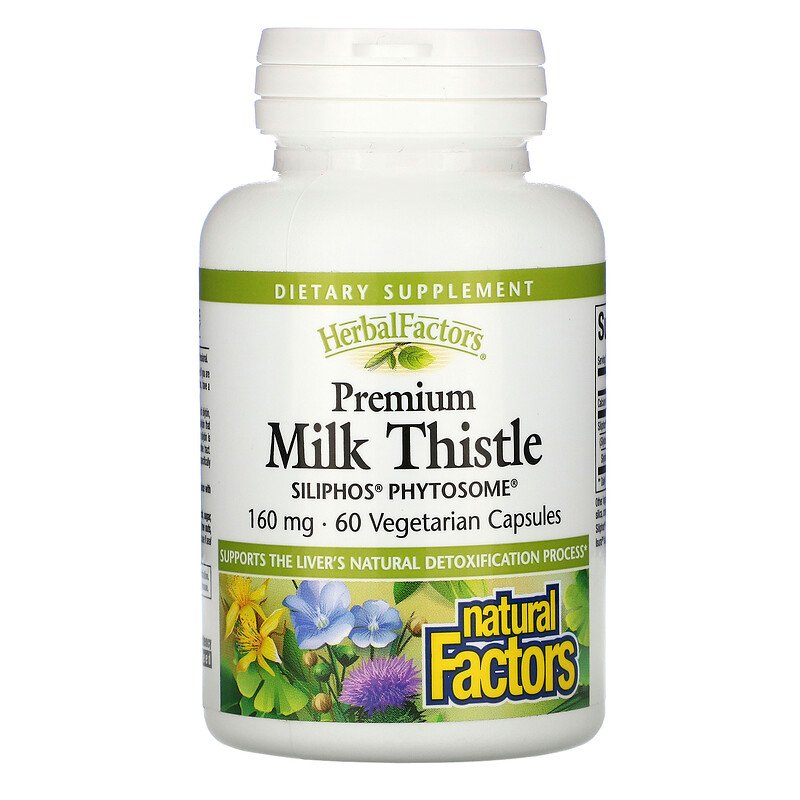 DIETARY SUPPLEMENT
HerbalFactors®
Premium
Milk Thistle
SILIPHOS® PHYTOSOME®
160 mg · 60 Vegetarian Capsules
SUPPORTS THE LIVER'S NATURAL DETOXIFICATION PROCESS*
natural
Factors®